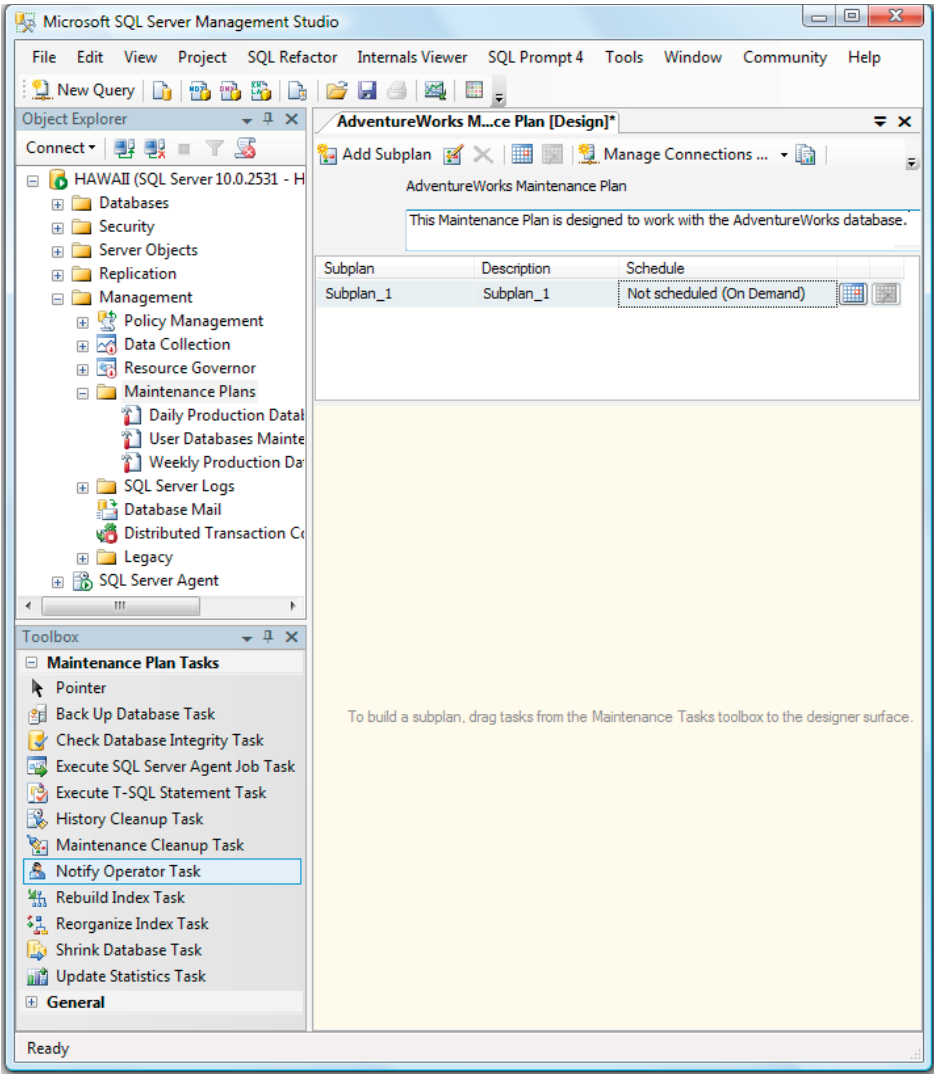 Microsoft SQL Server Management Studio
File Edit View Project SQL Refactor Internals Viewer SQL Prompt 4 Tools Window Community Help
New Query
Object Explorer
Connect
HAWAII (SQL Server 10.0.2531 - H
Databases
Security
Server Objects
Replication
Management
Policy Management
Data Collection
Resource Governor
Maintenance Plans
Daily Production Datab
User Databases Mainte
Weekly Production Da
SQL Server Logs
Database Mail
Distributed Transaction Co
Legacy
SQL Server Agent
Toolbox
Maintenance Plan Tasks
Pointer
Back Up Database Task
Check Database Integrity Task
Execute SQL Server Agent Job Task
Execute T-SQL Statement Task
History Cleanup Task
Maintenance Cleanup Task
Notify Operator Task
Rebuild Index Task
Reorganize Index Task
Shrink Database Task
Update Statistics Task
General
AdventureWorks M...ce Plan [Design]*
Add Subplan Manage Connections ...
AdventureWorks Maintenance Plan
This Maintenance Plan is designed to work with the AdventureWorks database.
Subplan Description Schedule
Subplan_1 Subplan_1 Not scheduled (On Demand)
To build a subplan, drag tasks from the Maintenance Tasks toolbox to the designer surface.
Ready